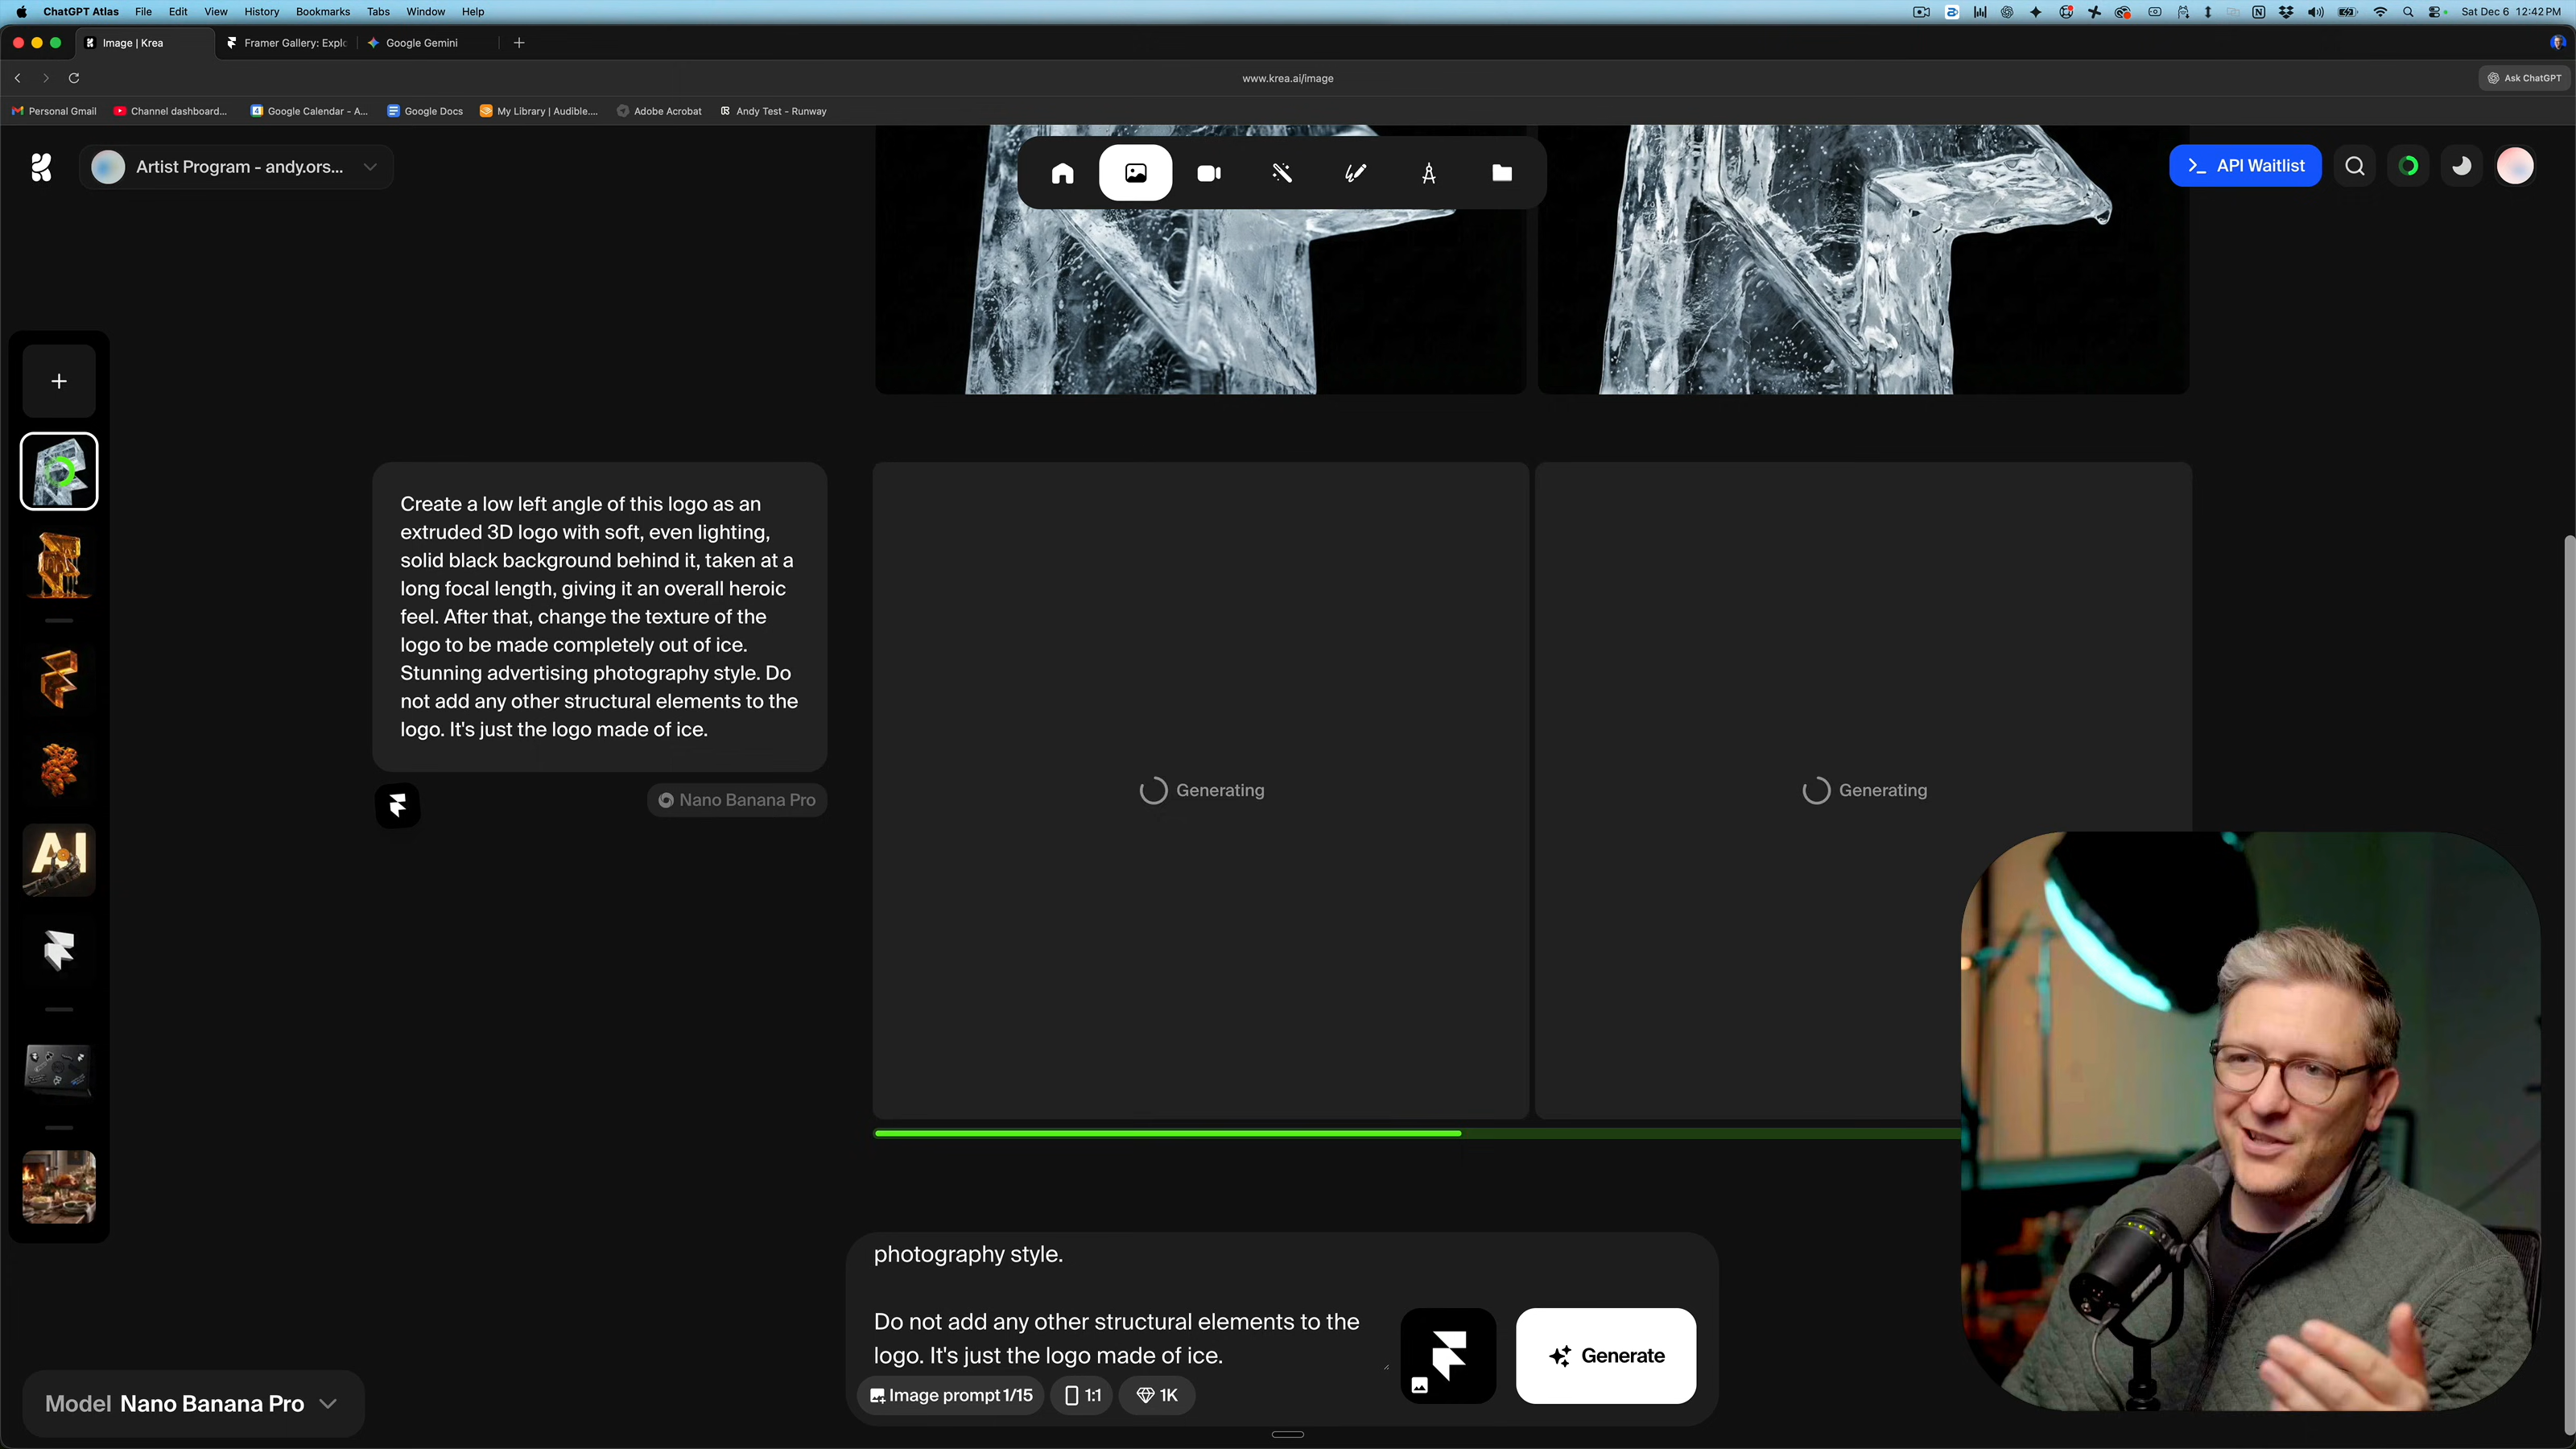 ChatGPT Atlas File Edit View History Bookmarks Tabs Window Help
Sat Dec 6 12:42 PM
Image | Krea
Framer Gallery: Explo
Google Gemini
www.krea.ai/image
Ask ChatGPT
Personal Gmail
Channel dashboard...
Google Calendar - A...
Google Docs
My Library | Audible....
Adobe Acrobat
Andy Test - Runway
Artist Program - andy.ors...
API Waitlist
Create a low left angle of this logo as an
extruded 3D logo with soft, even lighting,
solid black background behind it, taken at a
long focal length, giving it an overall heroic
feel. After that, change the texture of the
logo to be made completely out of ice.
Stunning advertising photography style. Do
not add any other structural elements to the
logo. It's just the logo made of ice.
Nano Banana Pro
Generating
Generating
AI
photography style.
Do not add any other structural elements to the
logo. It's just the logo made of ice.
Generate
Image prompt 1/15
1:1
1K
Model Nano Banana Pro